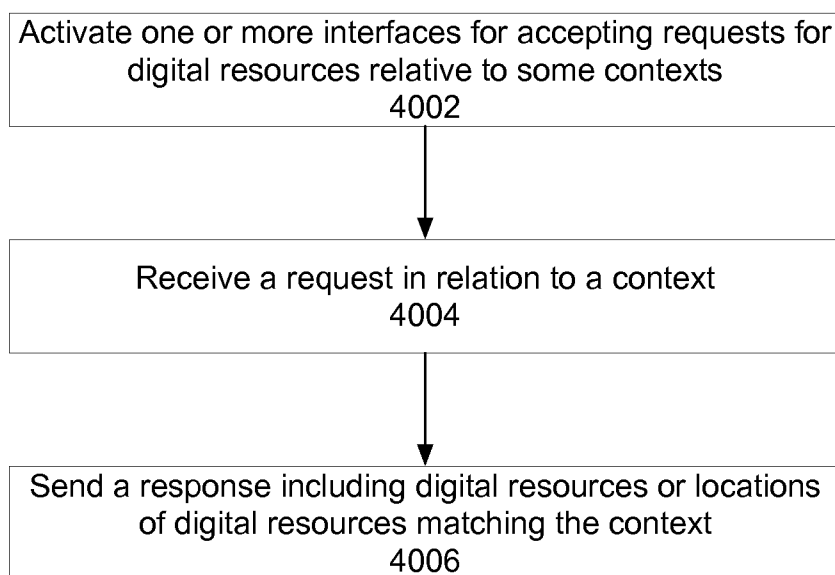 Activate one or more interfaces for accepting requests for
digital resources relative to some contexts
4002
Receive a request in relation to a context
4004
Send a response including digital resources or locations
of digital resources matching the context
4006